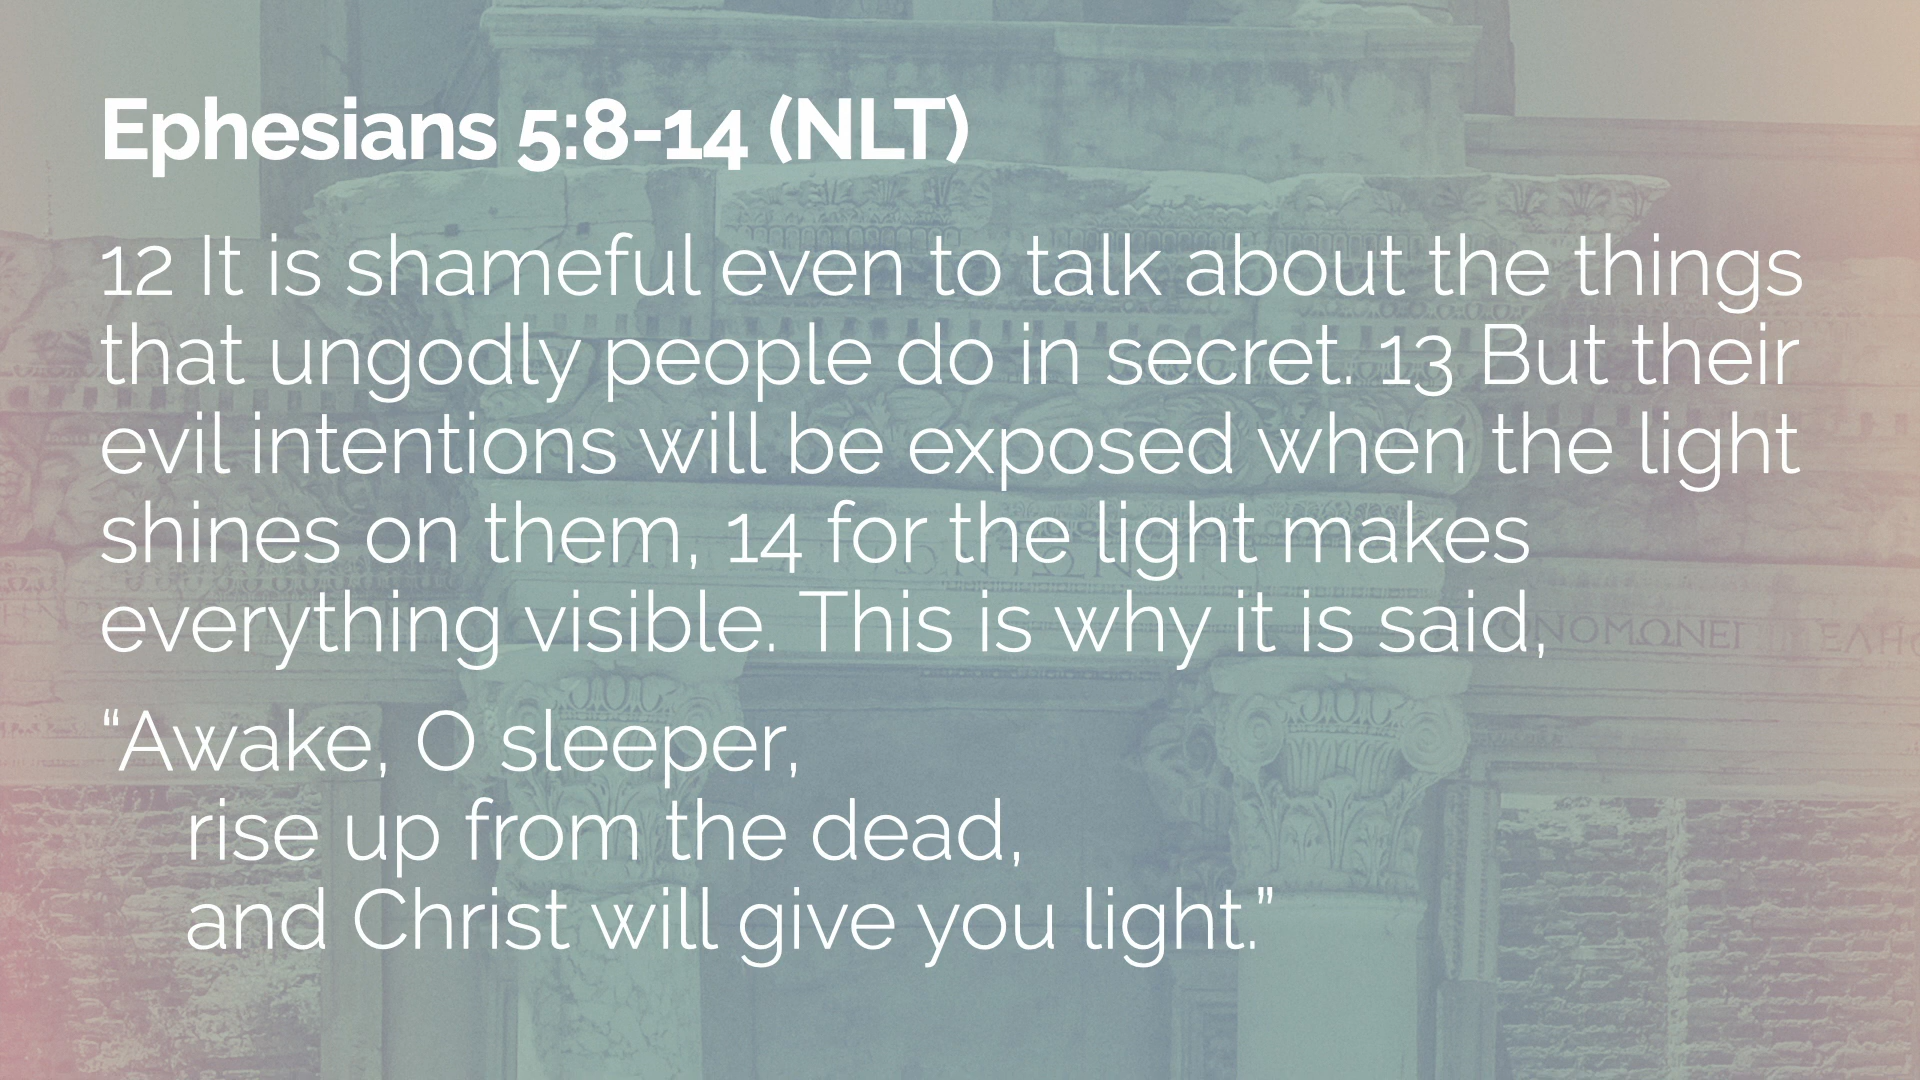 Ephesians 5:8-14 (NLT)
12 It is shameful even to talk about the things
that ungodly people do in secret. 13 But their
evil intentions will be exposed when the light
shines on them, 14 for the light makes
everything visible. This is why it is said,
“Awake, O sleeper,
rise up from the dead,
and Christ will give you light.”